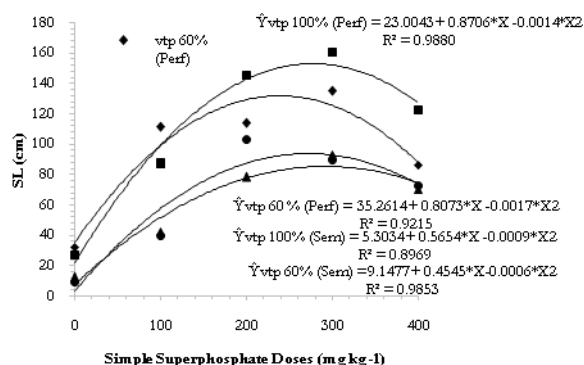 Ŷvtp 100% (Perf) = 23.0043 + 0.8706*X -0.0014*X2
R² = 0.9880
vtp 60%
(Perf)
180
160
140
120
100
80
60
40
20
0
SL (cm)
Ŷvtp 60 % (Perf) = 35.2614 + 0.8073*X -0.0017*X2
R² = 0.9215
Ŷvtp 100% (Sem) = 5.3034 + 0.5654*X -0.0009*X2
R² = 0.8969
Ŷvtp 60% (Sem) = 9.1477 + 0.4545*X-0.0006*X2
R² = 0.9853
0 100 200 300 400
Simple Superphosphate Doses (mg kg-1)